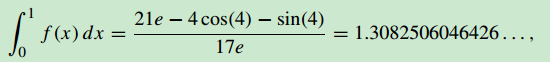 ∫₀¹ f(x) dx = (21e − 4 cos(4) − sin(4)) / (17e) = 1.3082506046426...,